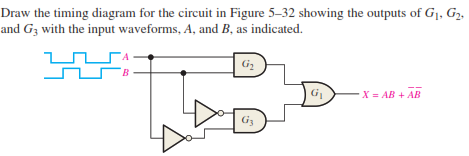 Draw the timing diagram for the circuit in Figure 5–32 showing the outputs of G₁, G₂,
and G₃ with the input waveforms, A, and B, as indicated.
A
B
G₂
G₁
X = AB + A̅B̅
G₃